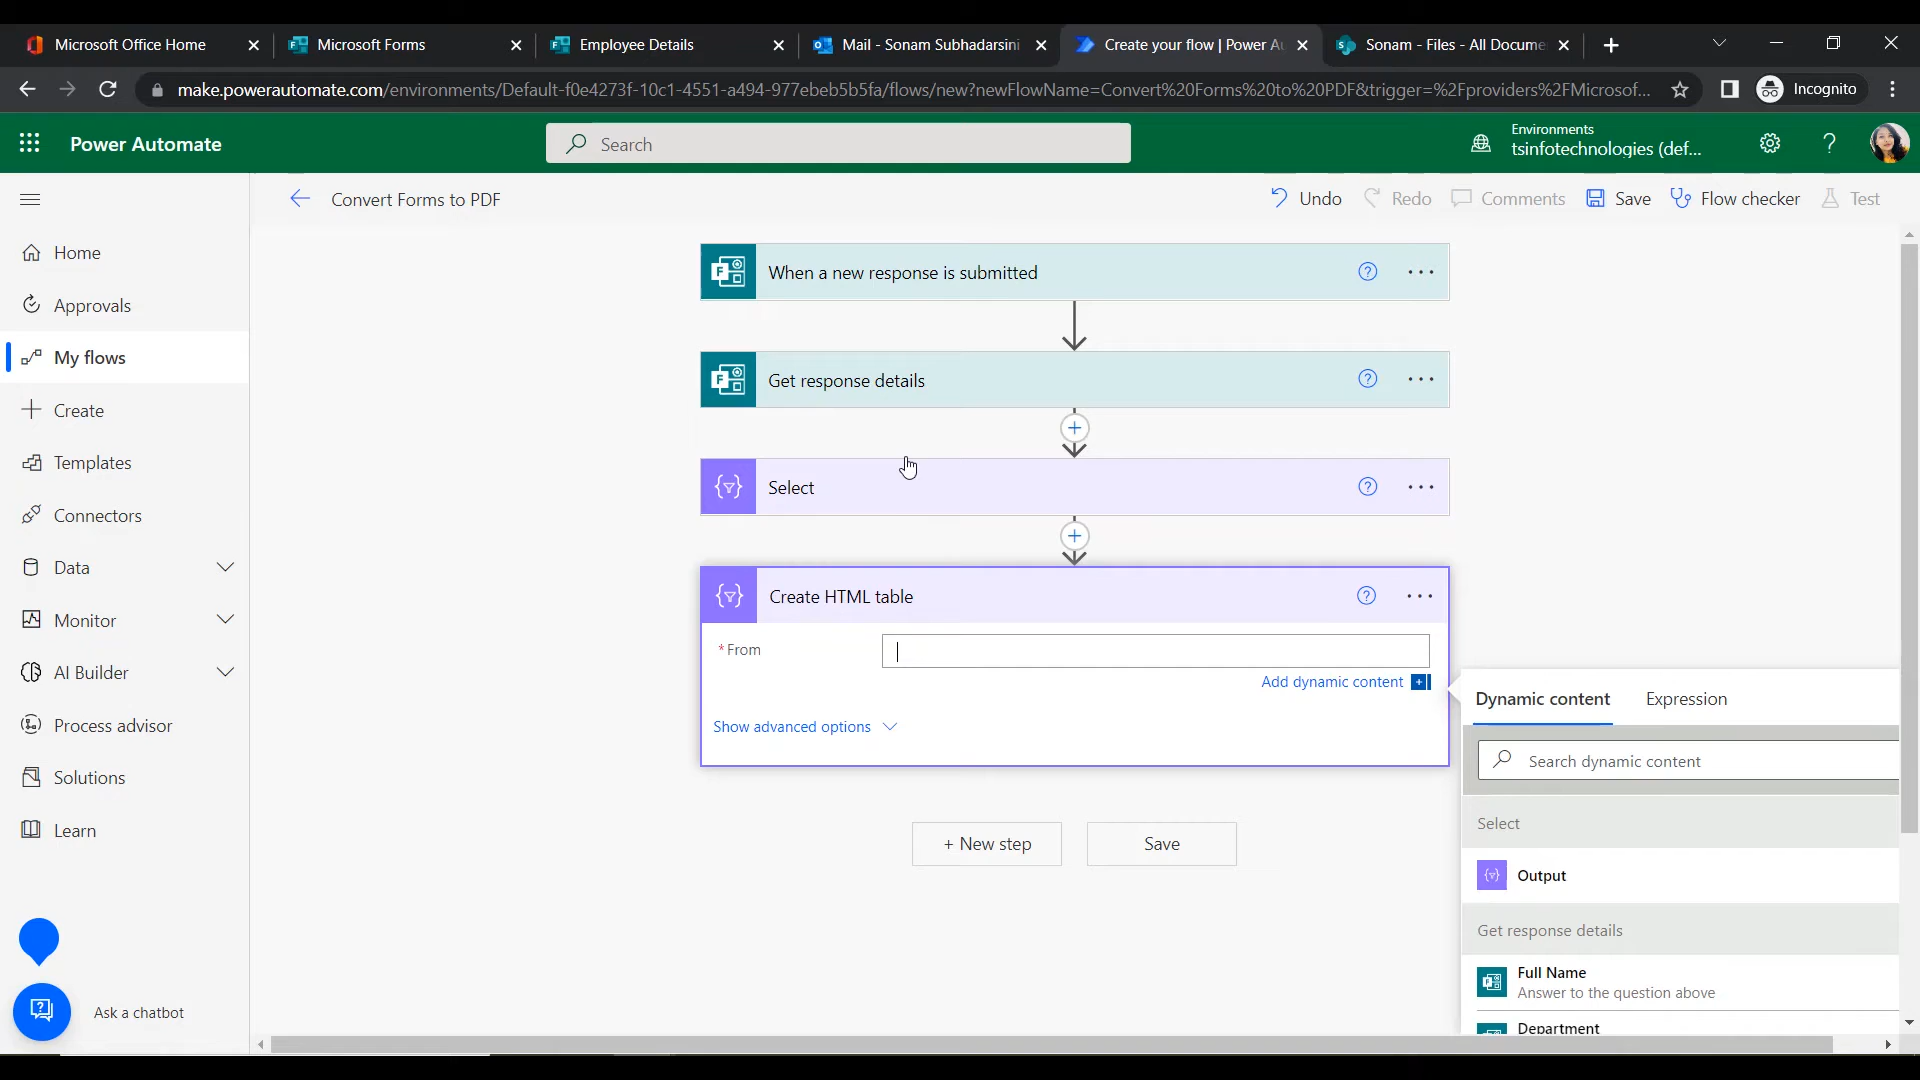 Microsoft Office Home
Microsoft Forms
Employee Details
Mail - Sonam Subhadarsini
Create your flow | Power Au
Sonam - Files - All Docume
make.powerautomate.com/environments/Default-f0e4273f-10c1-4551-a494-977ebeb5b5fa/flows/new?newFlowName=Convert%20Forms%20to%20PDF&trigger=%2Fproviders%2FMicrosof...
Incognito
Power Automate
Search
Environments
tsinfotechnologies (def...
Convert Forms to PDF
Undo
Redo
Comments
Save
Flow checker
Test
Home
Approvals
My flows
Create
Templates
Connectors
Data
Monitor
AI Builder
Process advisor
Solutions
Learn
Ask a chatbot
When a new response is submitted
Get response details
Select
Create HTML table
* From
Add dynamic content
Show advanced options
+ New step
Save
Dynamic content
Expression
Search dynamic content
Select
Output
Get response details
Full Name
Answer to the question above
Department